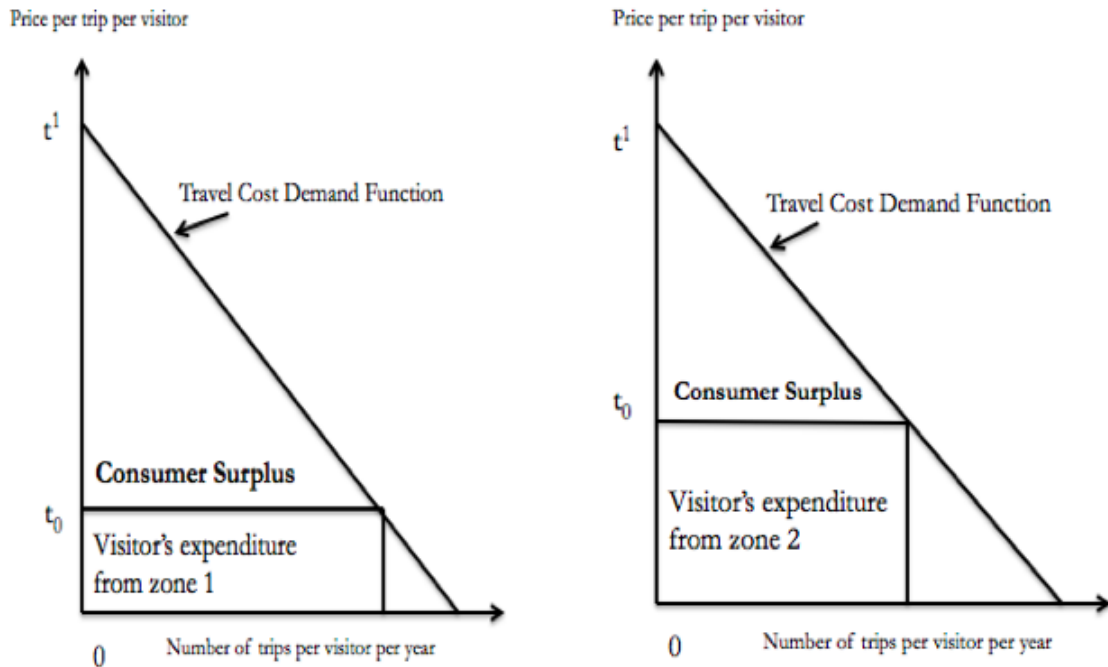 Price per trip per visitor
t¹
Travel Cost Demand Function
Consumer Surplus
t₀
Visitor's expenditure
from zone 1
0
Number of trips per visitor per year
Price per trip per visitor
t¹
Travel Cost Demand Function
Consumer Surplus
t₀
Visitor's expenditure
from zone 2
0
Number of trips per visitor per year